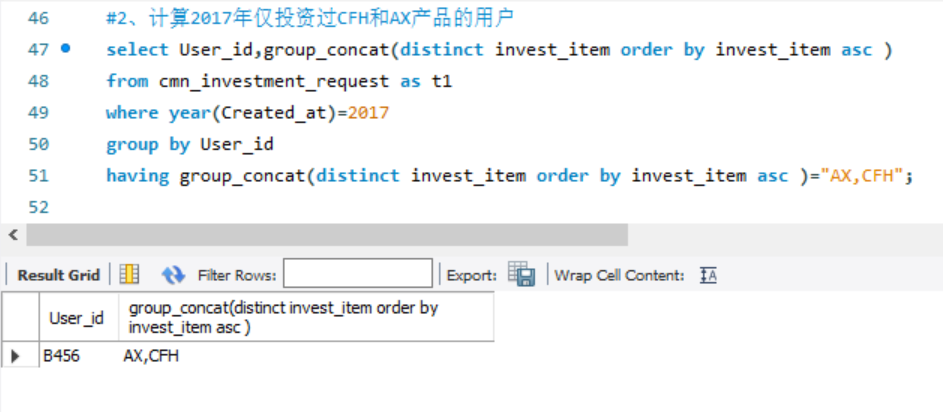 46 #2、计算2017年仅投资过CFH和AX产品的用户
47 select User_id,group_concat(distinct invest_item order by invest_item asc )
48 from cmn_investment_request as t1
49 where year(Created_at)=2017
50 group by User_id
51 having group_concat(distinct invest_item order by invest_item asc )="AX,CFH";
52
Result Grid Filter Rows: Export: Wrap Cell Content: IA
User_id group_concat(distinct invest_item order by
invest_item asc )
B456 AX,CFH